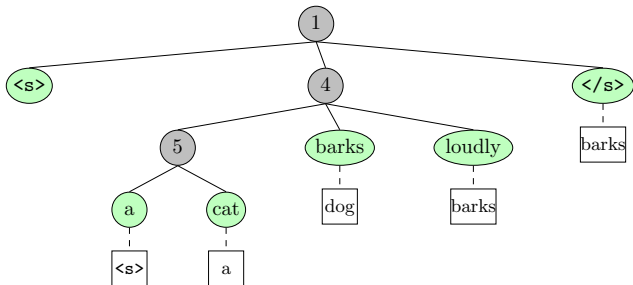 1
<s> 4 </s>
5 barks loudly barks
a cat dog barks
<s> a